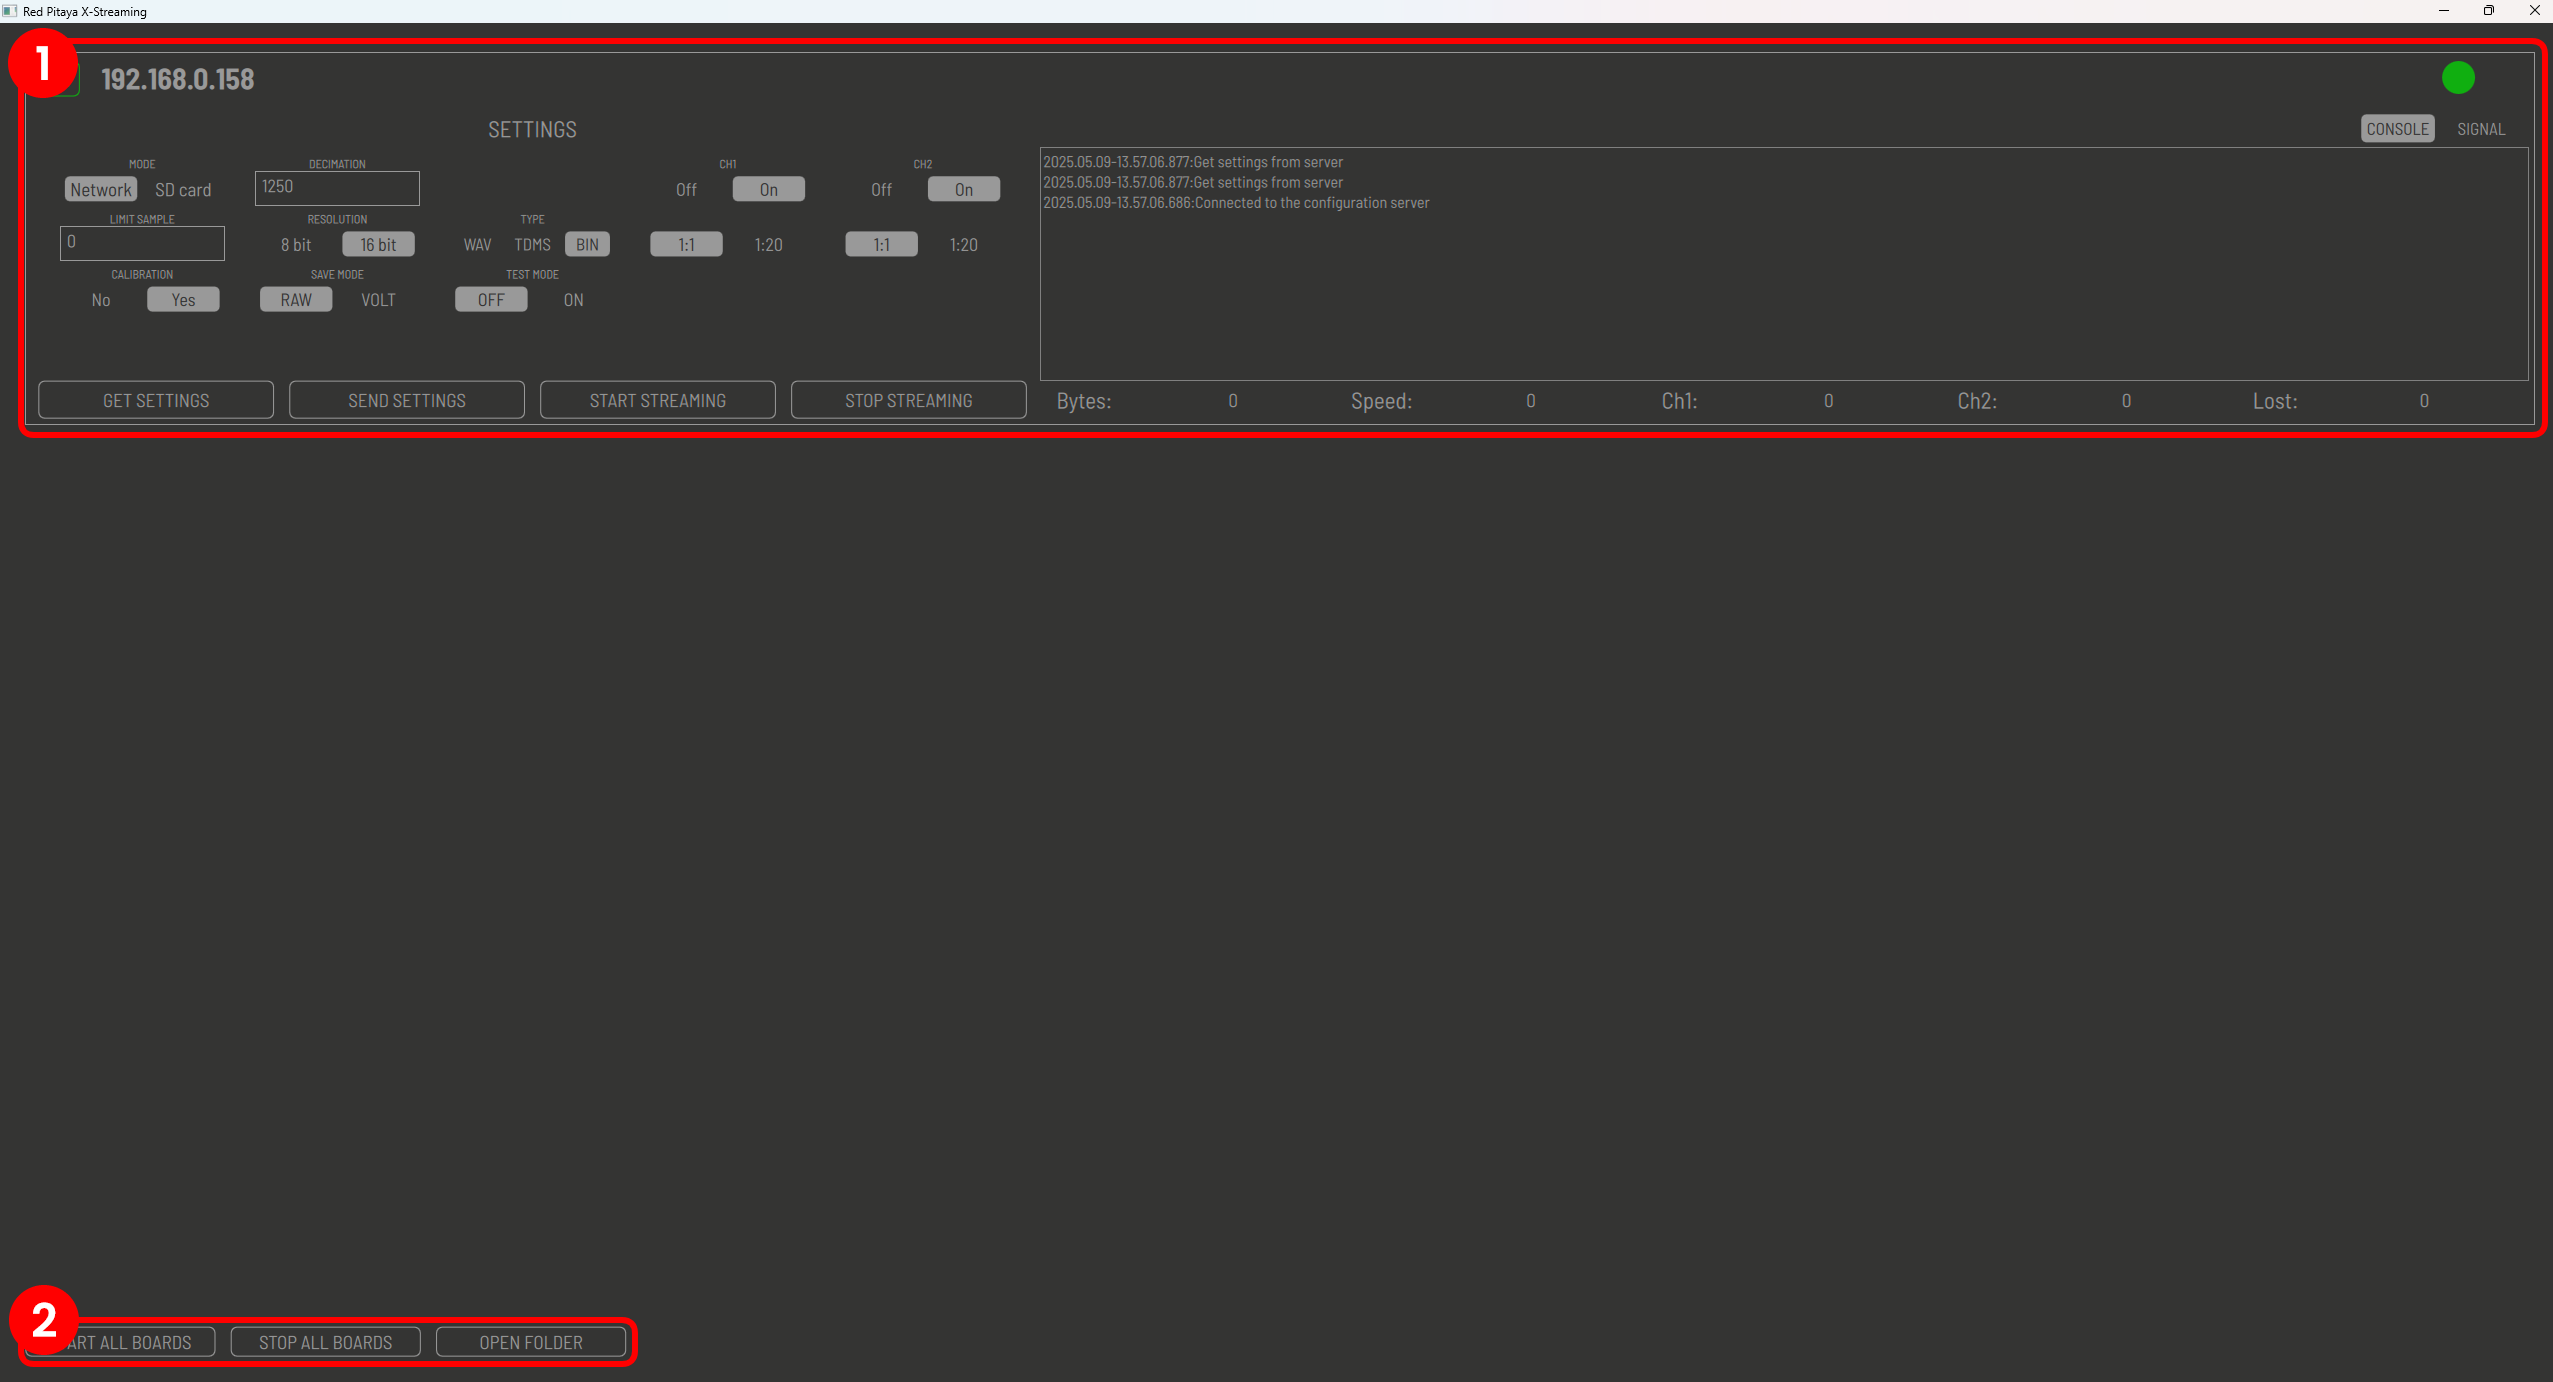 Red Pitaya X-Streaming
1
192.168.0.158
SETTINGS
CONSOLE SIGNAL
MODE DECIMATION CH1 CH2
Network SD card 1250 Off On Off On
LIMIT SAMPLE RESOLUTION TYPE
0 8 bit 16 bit WAV TDMS BIN 1:1 1:20 1:1 1:20
CALIBRATION SAVE MODE TEST MODE
No Yes RAW VOLT OFF ON
2025.05.09-13.57.06.877:Get settings from server
2025.05.09-13.57.06.877:Get settings from server
2025.05.09-13.57.06.686:Connected to the configuration server
GET SETTINGS SEND SETTINGS START STREAMING STOP STREAMING
Bytes: 0 Speed: 0 Ch1: 0 Ch2: 0 Lost: 0
2
ART ALL BOARDS STOP ALL BOARDS OPEN FOLDER